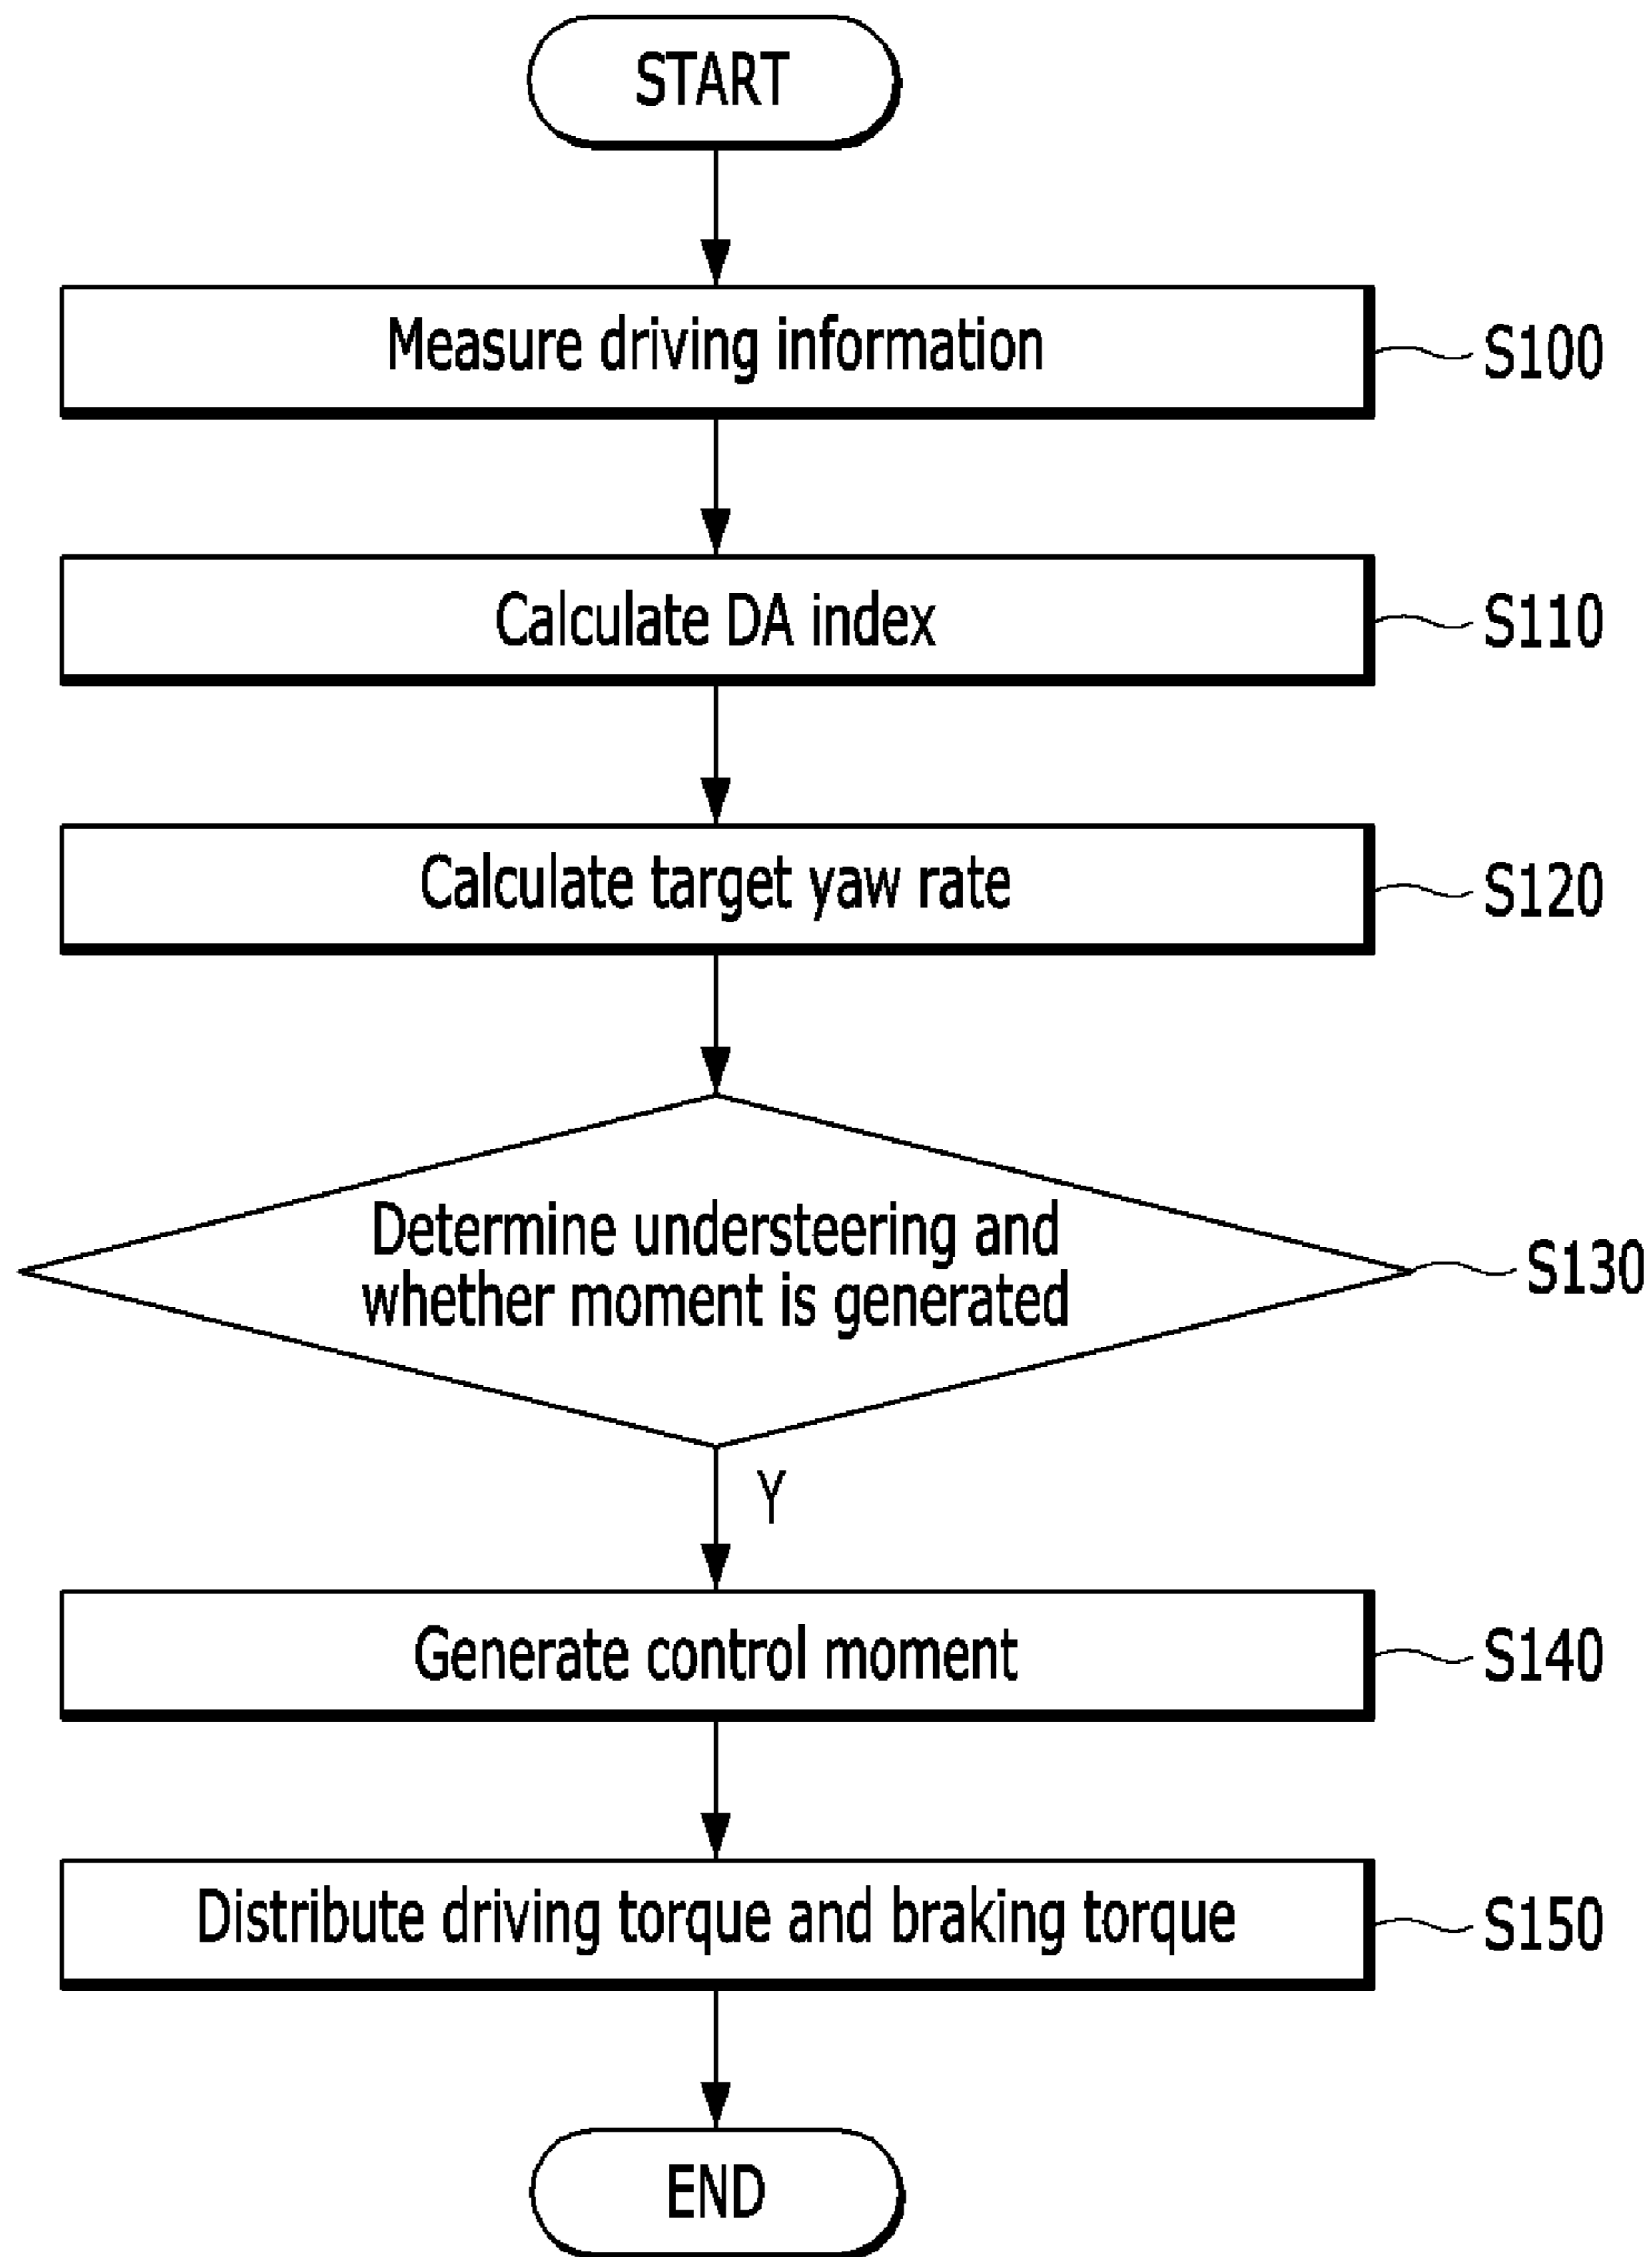 START
Measure driving information
S100
Calculate DA index
S110
Calculate target yaw rate
S120
Determine understeering and
whether moment is generated
S130
Y
Generate control moment
S140
Distribute driving torque and braking torque
S150
END